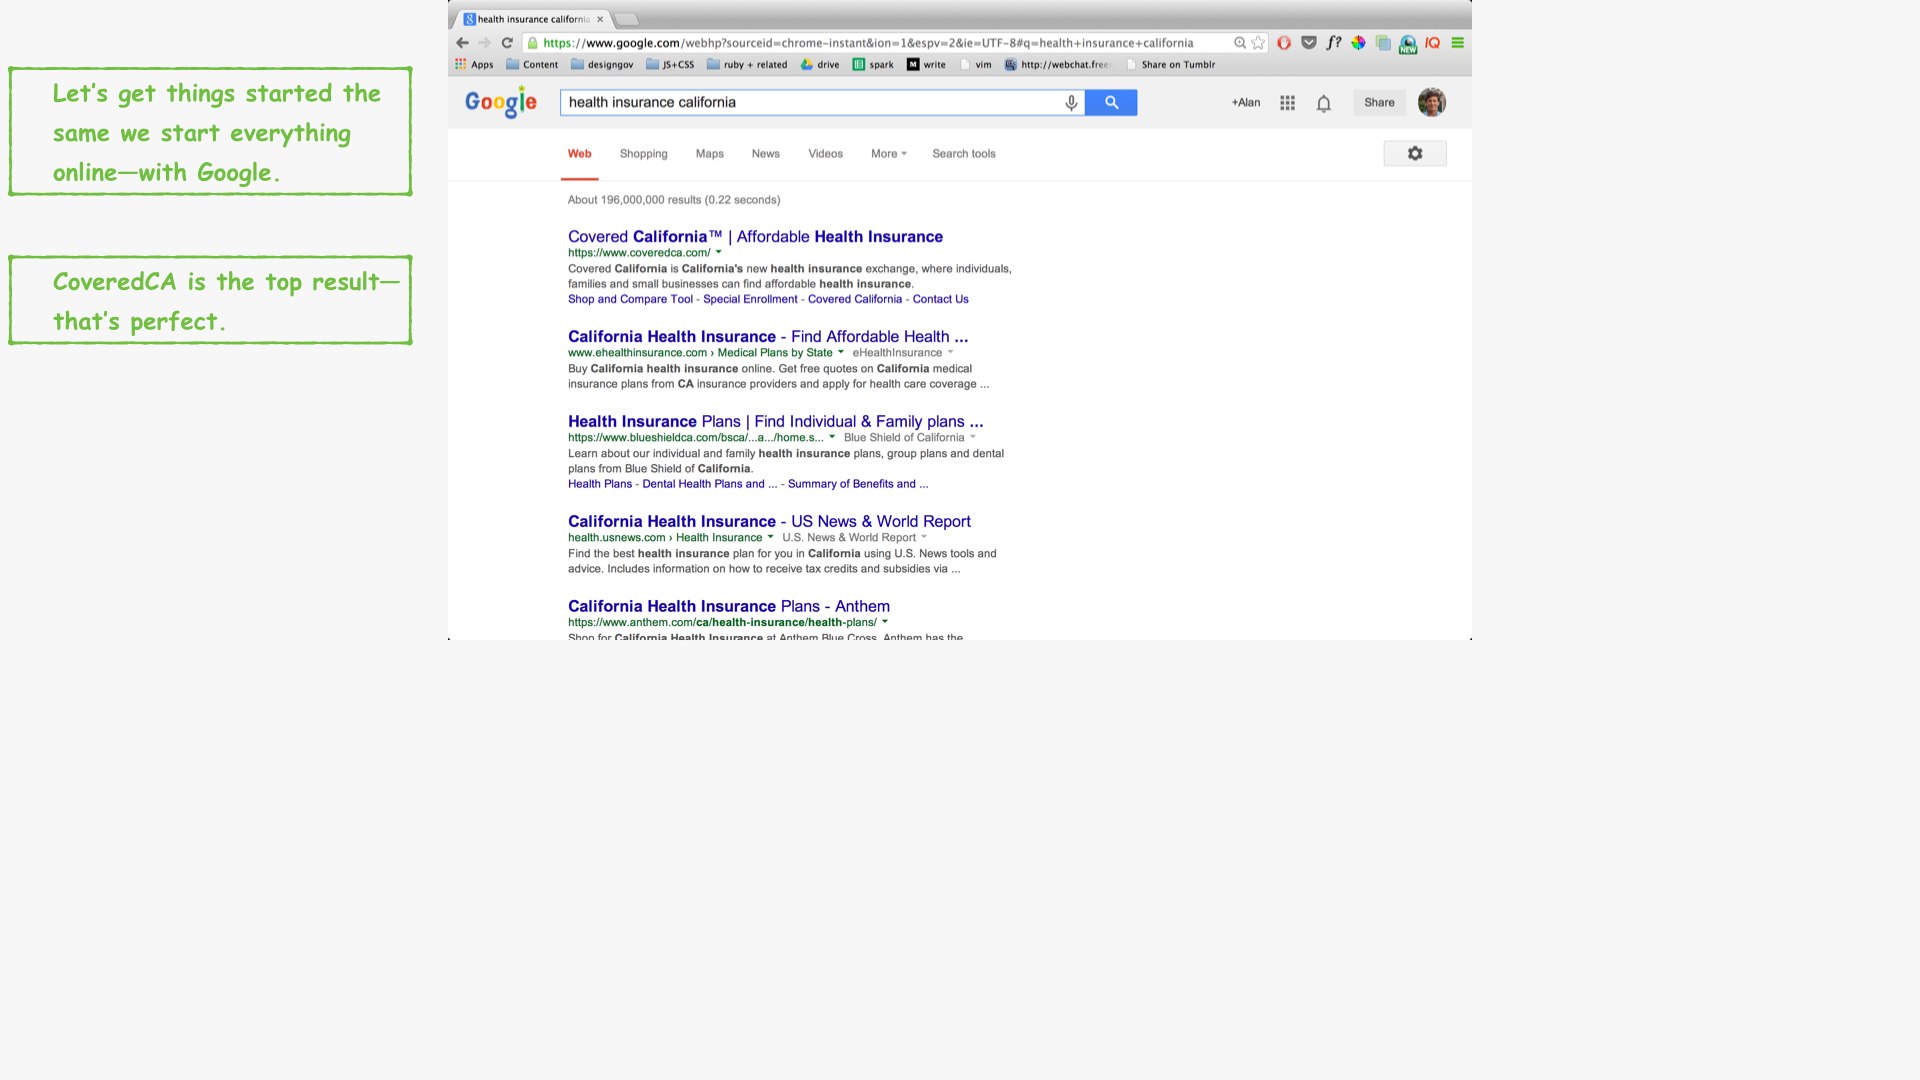 Let's get things started the
same we start everything
online—with Google.
CoveredCA is the top result—
that's perfect.
health insurance california
https://www.google.com/webhp?sourceid=chrome-instant&ion=1&espv=2&ie=UTF-8#q=health+insurance+california
Apps Content designgov JS+CSS ruby + related drive spark write vim http://webchat.free Share on Tumblr
Google health insurance california +Alan Share
Web Shopping Maps News Videos More Search tools
About 196,000,000 results (0.22 seconds)
Covered California™ | Affordable Health Insurance
https://www.coveredca.com/
Covered California is California's new health insurance exchange, where individuals,
families and small businesses can find affordable health insurance.
Shop and Compare Tool - Special Enrollment - Covered California - Contact Us
California Health Insurance - Find Affordable Health ...
www.ehealthinsurance.com › Medical Plans by State eHealthInsurance
Buy California health insurance online. Get free quotes on California medical
insurance plans from CA insurance providers and apply for health care coverage ...
Health Insurance Plans | Find Individual & Family plans ...
https://www.blueshieldca.com/bsca/...a.../home.s... Blue Shield of California
Learn about our individual and family health insurance plans, group plans and dental
plans from Blue Shield of California.
Health Plans - Dental Health Plans and ... - Summary of Benefits and ...
California Health Insurance - US News & World Report
health.usnews.com › Health Insurance U.S. News & World Report
Find the best health insurance plan for you in California using U.S. News tools and
advice. Includes information on how to receive tax credits and subsidies via ...
California Health Insurance Plans - Anthem
https://www.anthem.com/ca/health-insurance/health-plans/
Shop for California Health Insurance at Anthem Blue Cross. Anthem has the